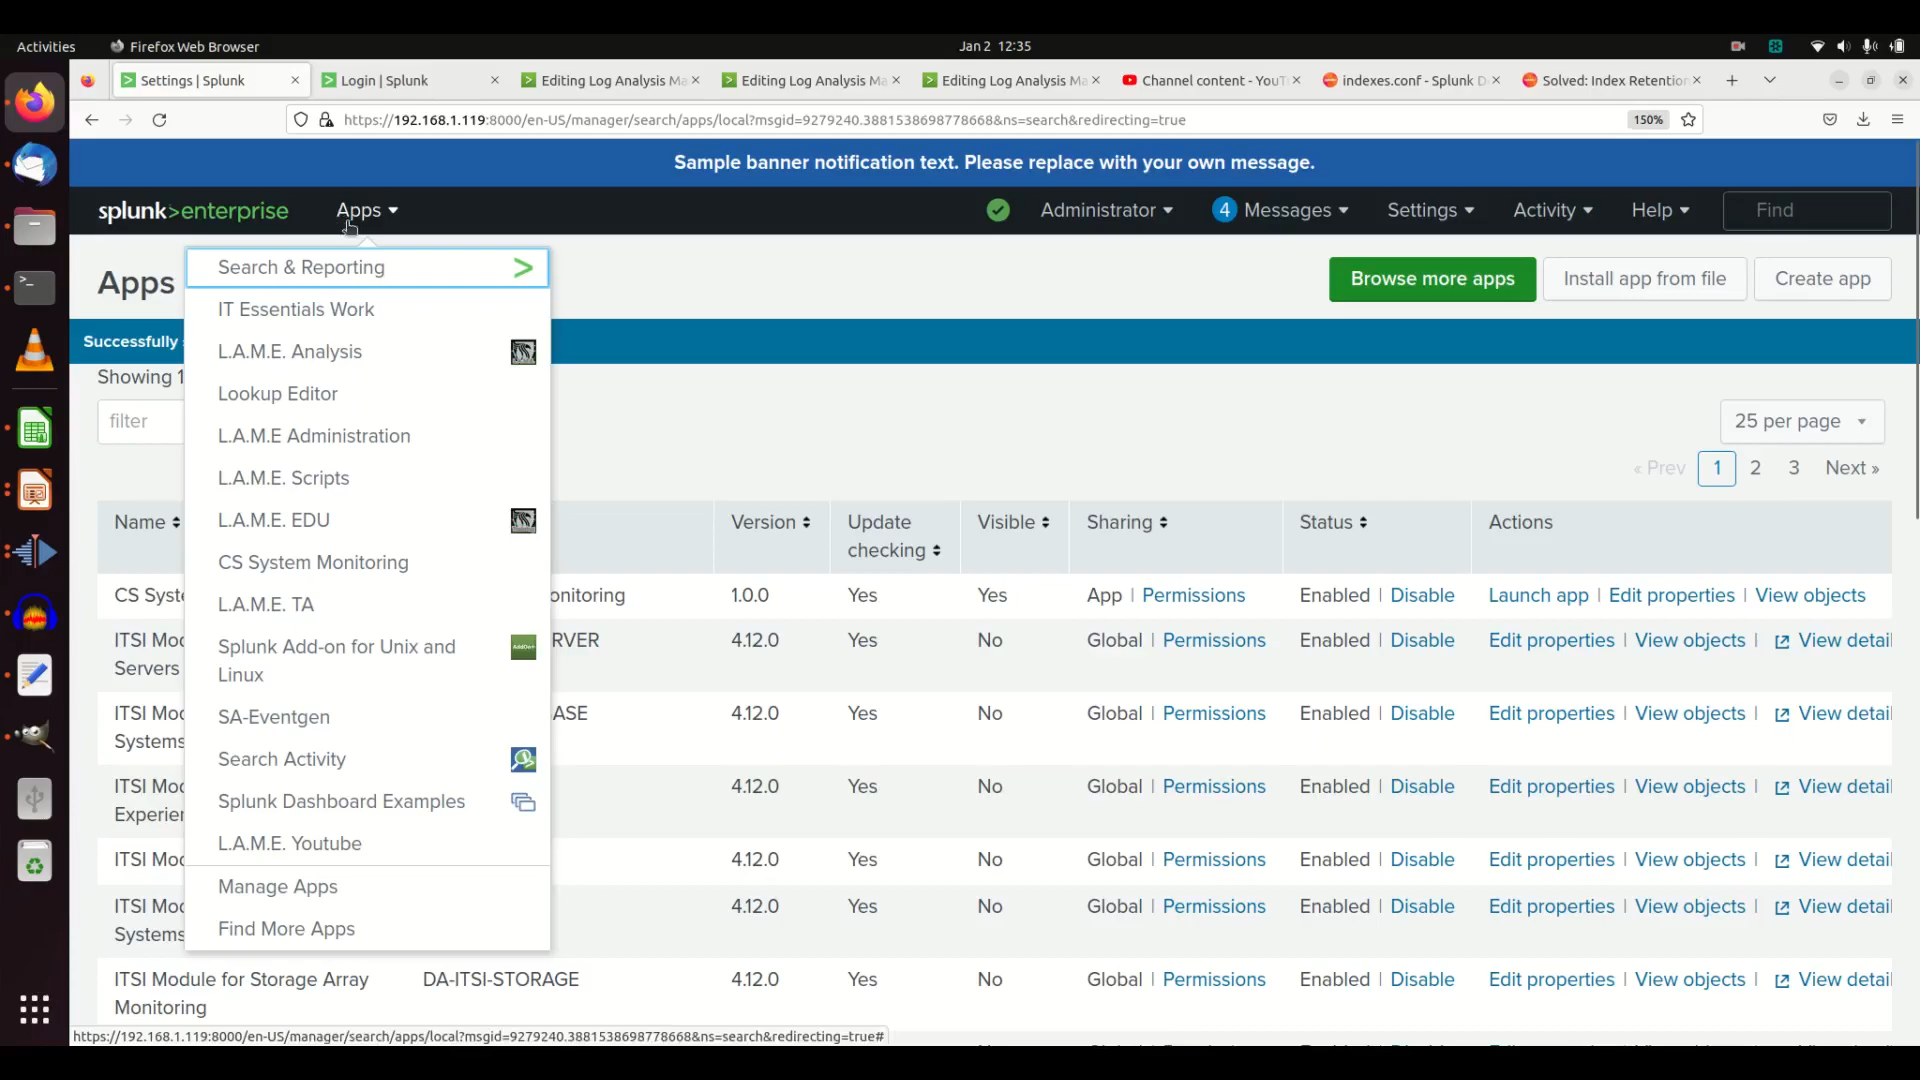 Activities
Firefox Web Browser
Jan 2 12:35
Settings | Splunk
Login | Splunk
Editing Log Analysis Ma
Editing Log Analysis Ma
Editing Log Analysis Ma
Channel content - YouT
indexes.conf - Splunk D
Solved: Index Retention
https://192.168.1.119:8000/en-US/manager/search/apps/local?msgid=9279240.3881538698778668&ns=search&redirecting=true
150%
Sample banner notification text. Please replace with your own message.
splunk>enterprise
Apps
Administrator
4 Messages
Settings
Activity
Help
Find
Apps
Browse more apps
Install app from file
Create app
Successfully
Showing 1
filter
25 per page
« Prev 1 2 3 Next »
Search & Reporting
IT Essentials Work
L.A.M.E. Analysis
Lookup Editor
L.A.M.E Administration
L.A.M.E. Scripts
L.A.M.E. EDU
CS System Monitoring
L.A.M.E. TA
Splunk Add-on for Unix and
Linux
SA-Eventgen
Search Activity
Splunk Dashboard Examples
L.A.M.E. Youtube
Manage Apps
Find More Apps
Name Version Update
checking Visible Sharing Status Actions
CS Syste onitoring 1.0.0 Yes Yes App | Permissions Enabled | Disable Launch app | Edit properties | View objects
ITSI Mod RVER 4.12.0 Yes No Global | Permissions Enabled | Disable Edit properties | View objects | View detail
Servers
ITSI Mod ASE 4.12.0 Yes No Global | Permissions Enabled | Disable Edit properties | View objects | View detail
Systems
ITSI Mod 4.12.0 Yes No Global | Permissions Enabled | Disable Edit properties | View objects | View detail
Experien
ITSI Mod 4.12.0 Yes No Global | Permissions Enabled | Disable Edit properties | View objects | View detail
ITSI Mod 4.12.0 Yes No Global | Permissions Enabled | Disable Edit properties | View objects | View detail
Systems
ITSI Module for Storage Array DA-ITSI-STORAGE 4.12.0 Yes No Global | Permissions Enabled | Disable Edit properties | View objects | View detail
Monitoring
https://192.168.1.119:8000/en-US/manager/search/apps/local?msgid=9279240.3881538698778668&ns=search&redirecting=true#